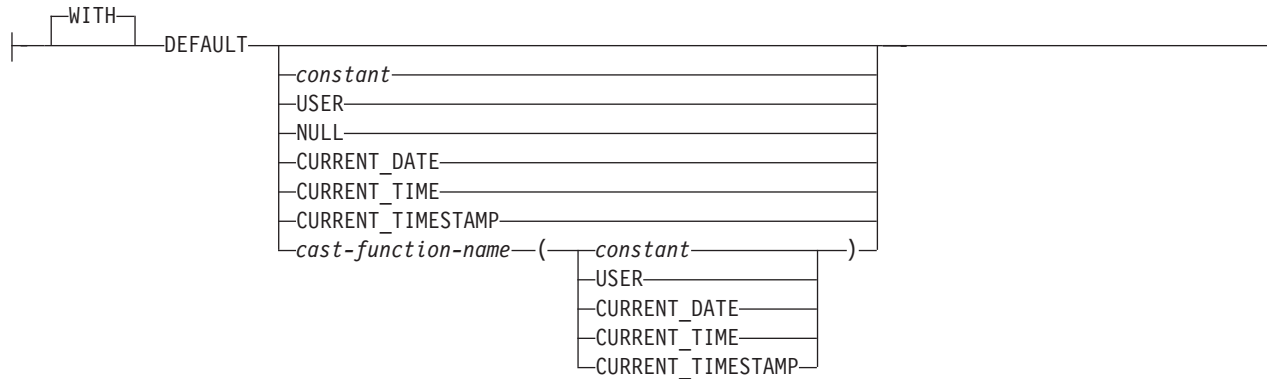 WITH
DEFAULT
constant
USER
NULL
CURRENT_DATE
CURRENT_TIME
CURRENT_TIMESTAMP
cast-function-name ( constant )
USER
CURRENT_DATE
CURRENT_TIME
CURRENT_TIMESTAMP